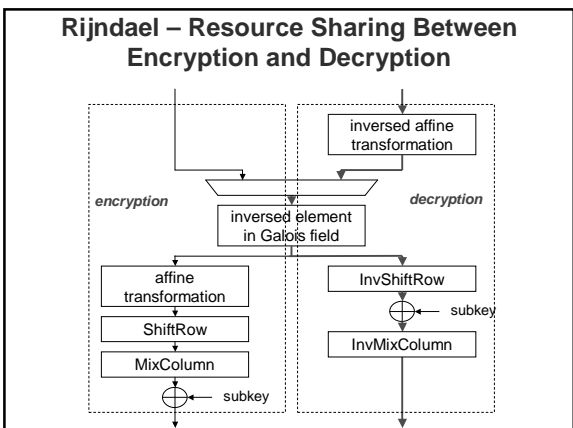 Rijndael – Resource Sharing Between
Encryption and Decryption
inversed affine
transformation
encryption
decryption
inversed element
in Galois field
affine
transformation
ShiftRow
MixColumn
subkey
InvShiftRow
subkey
InvMixColumn